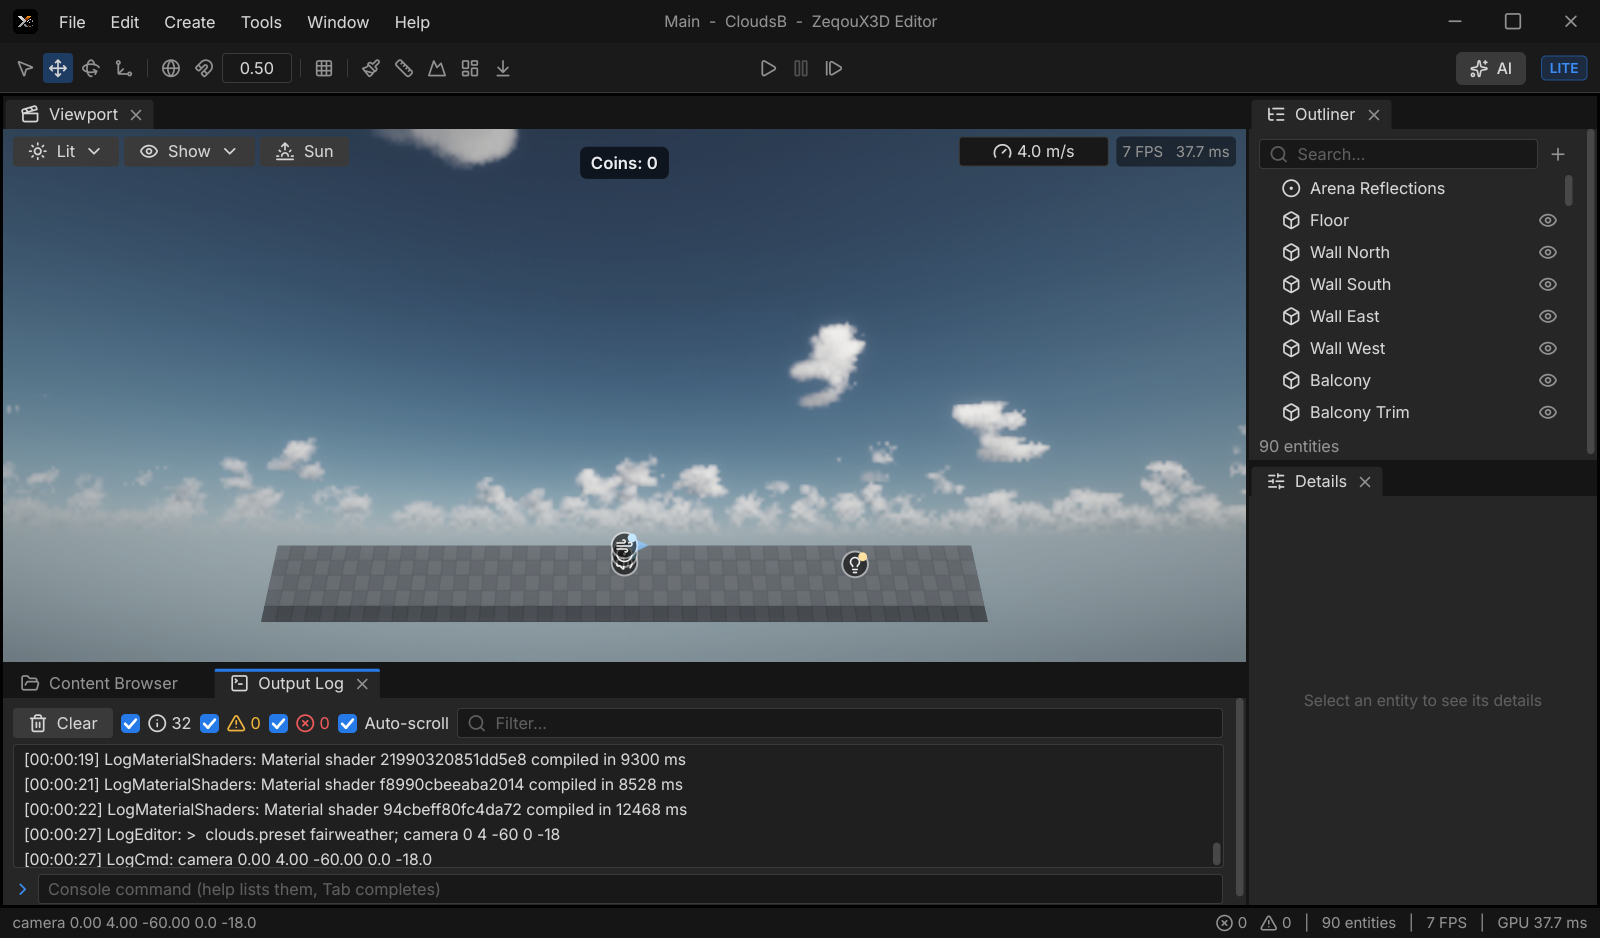 File Edit Create Tools Window Help
Main - CloudsB - ZeqouX3D Editor
0.50
AI
LITE
Viewport
Lit
Show
Sun
Coins: 0
4.0 m/s
7 FPS 37.7 ms
Outliner
Search...
Arena Reflections
Floor
Wall North
Wall South
Wall East
Wall West
Balcony
Balcony Trim
90 entities
Details
Select an entity to see its details
Content Browser
Output Log
Clear
32
0
0
Auto-scroll
Filter...
[00:00:19] LogMaterialShaders: Material shader 21990320851dd5e8 compiled in 9300 ms
[00:00:21] LogMaterialShaders: Material shader f8990cbeeaba2014 compiled in 8528 ms
[00:00:22] LogMaterialShaders: Material shader 94cbeff80fc4da72 compiled in 12468 ms
[00:00:27] LogEditor: > clouds.preset fairweather; camera 0 4 -60 0 -18
[00:00:27] LogCmd: camera 0.00 4.00 -60.00 0.0 -18.0
Console command (help lists them, Tab completes)
camera 0.00 4.00 -60.00 0.0 -18.0
0
0
90 entities
7 FPS
GPU 37.7 ms